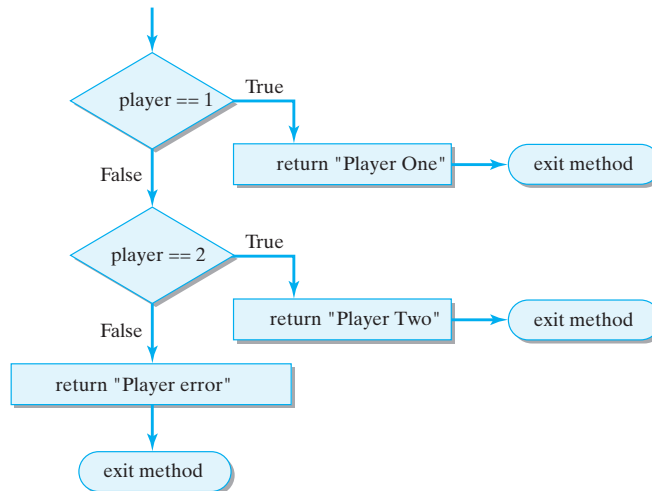 player == 1
True
return "Player One"
exit method
False
player == 2
True
return "Player Two"
exit method
False
return "Player error"
exit method